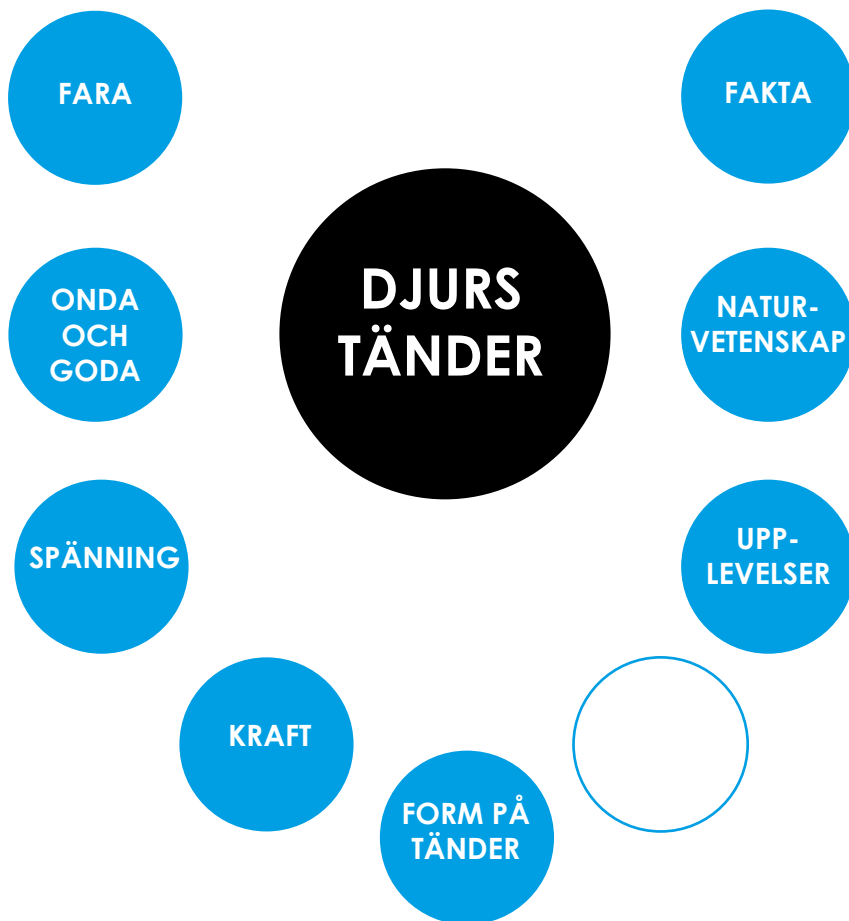 FARA
FAKTA
DJURS
TÄNDER
ONDA
OCH
GODA
NATUR-
VETENSKAP
SPÄNNING
UPP-
LEVELSER
KRAFT
FORM PÅ
TÄNDER